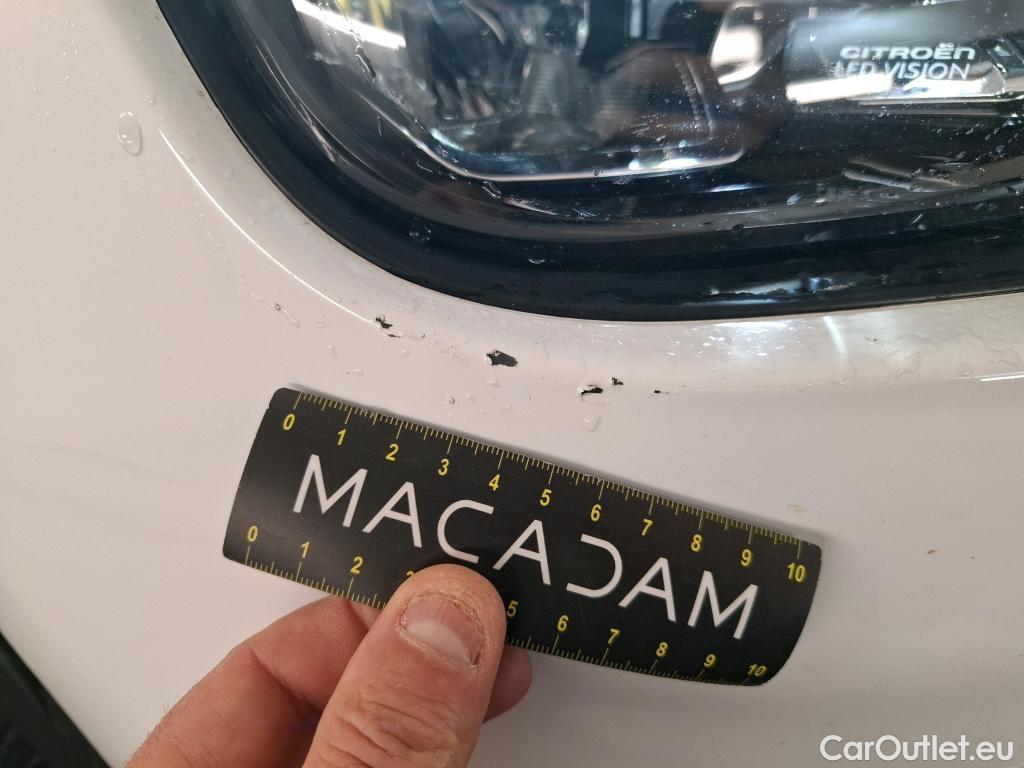 CITROËN
LED VISION
0 1 2 3 4 5 6 7 8 9 10
MACADAM
0 1 2 3 5 6 7 8 9 10
CarOutlet.eu